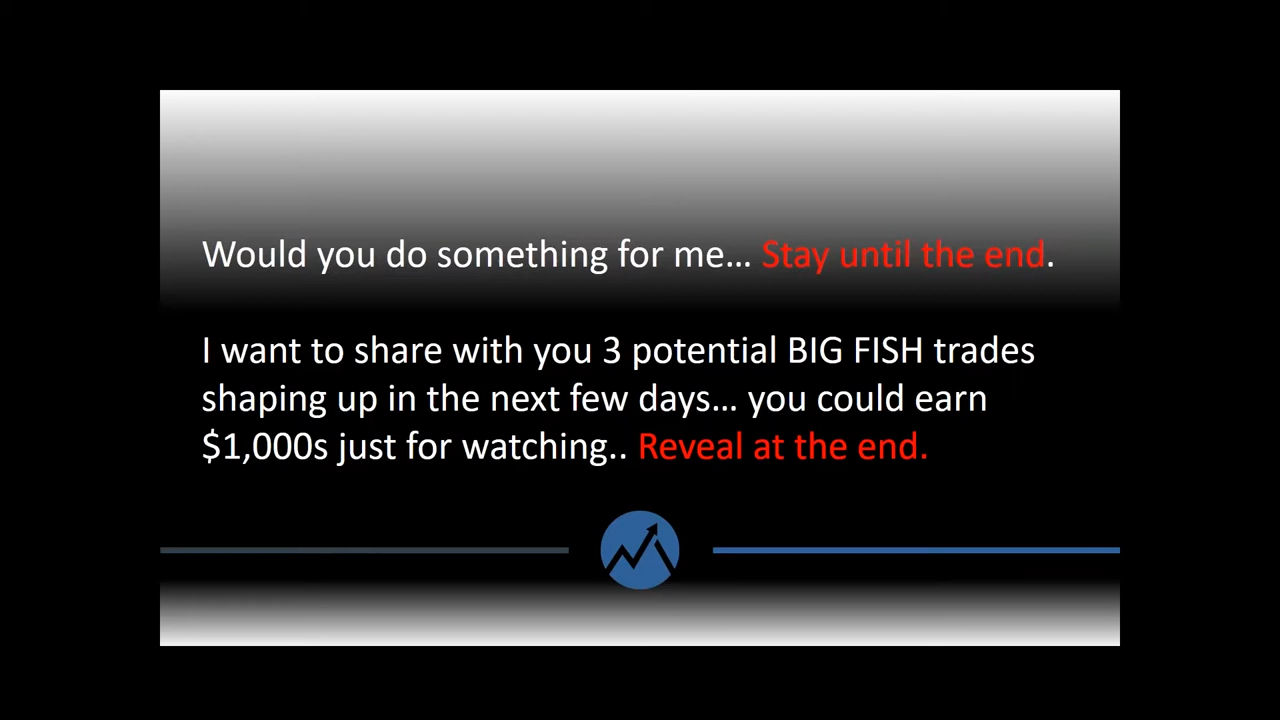 Would you do something for me… Stay until the end.
I want to share with you 3 potential BIG FISH trades
shaping up in the next few days… you could earn
$1,000s just for watching.. Reveal at the end.